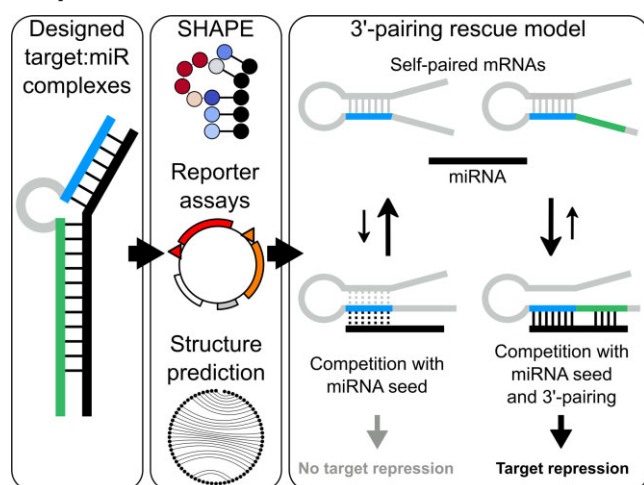 Designed
target:miR
complexes
SHAPE
Reporter
assays
Structure
prediction
3'-pairing rescue model
Self-paired mRNAs
miRNA
Competition with
miRNA seed
No target repression
Competition with
miRNA seed
and 3'-pairing
Target repression